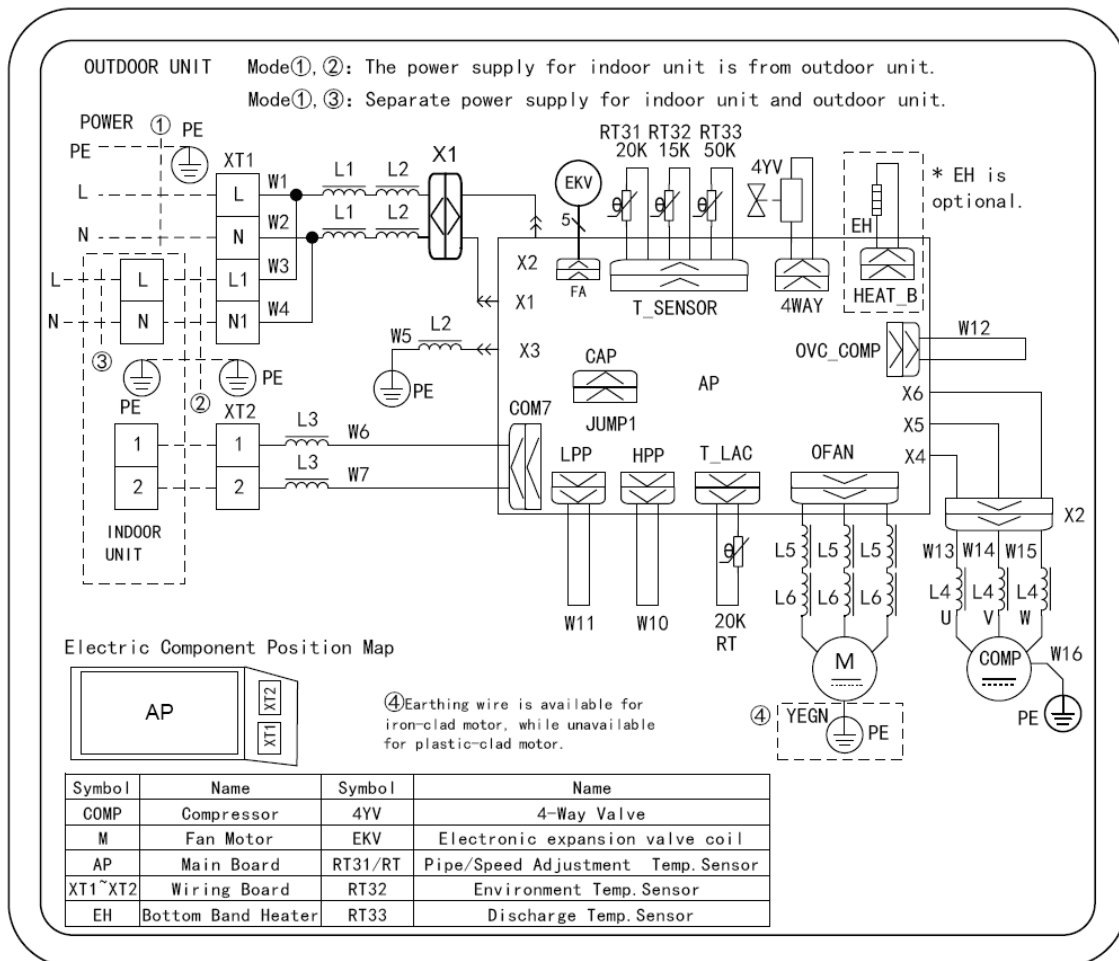 OUTDOOR UNIT Mode①,②: The power supply for indoor unit is from outdoor unit.
Mode①,③: Separate power supply for indoor unit and outdoor unit.
POWER ① PE
PE
XT1
L
N
L
N
L
N
L1
N1
W1
W2
W3
W4
L1 L2
L1 L2
X1
L
N
③
PE
②
PE
XT2
1
2
1
2
INDOOR
UNIT
L3
L3
W6
W7
W5 L2
PE
EKV
5
FA
RT31 RT32 RT33
20K 15K 50K
θ θ θ
T_SENSOR
4YV
4WAY
EH
HEAT_B
* EH is
optional.
X2
X1
X3
CAP
JUMP1
AP
COM7
OVC_COMP
W12
X6
X5
X4
LPP HPP T_LAC OFAN
W11 W10
θ
20K
RT
L5 L5 L5
L6 L6 L6
M
④ YEGN
PE
X2
W13 W14 W15
L4 L4 L4
U V W
COMP
W16
PE
Electric Component Position Map
AP
XT2
XT1
④Earthing wire is available for
iron-clad motor, while unavailable
for plastic-clad motor.
Symbol Name Symbol Name
COMP Compressor 4YV 4-Way Valve
M Fan Motor EKV Electronic expansion valve coil
AP Main Board RT31/RT Pipe/Speed Adjustment Temp.Sensor
XT1~XT2 Wiring Board RT32 Environment Temp.Sensor
EH Bottom Band Heater RT33 Discharge Temp.Sensor